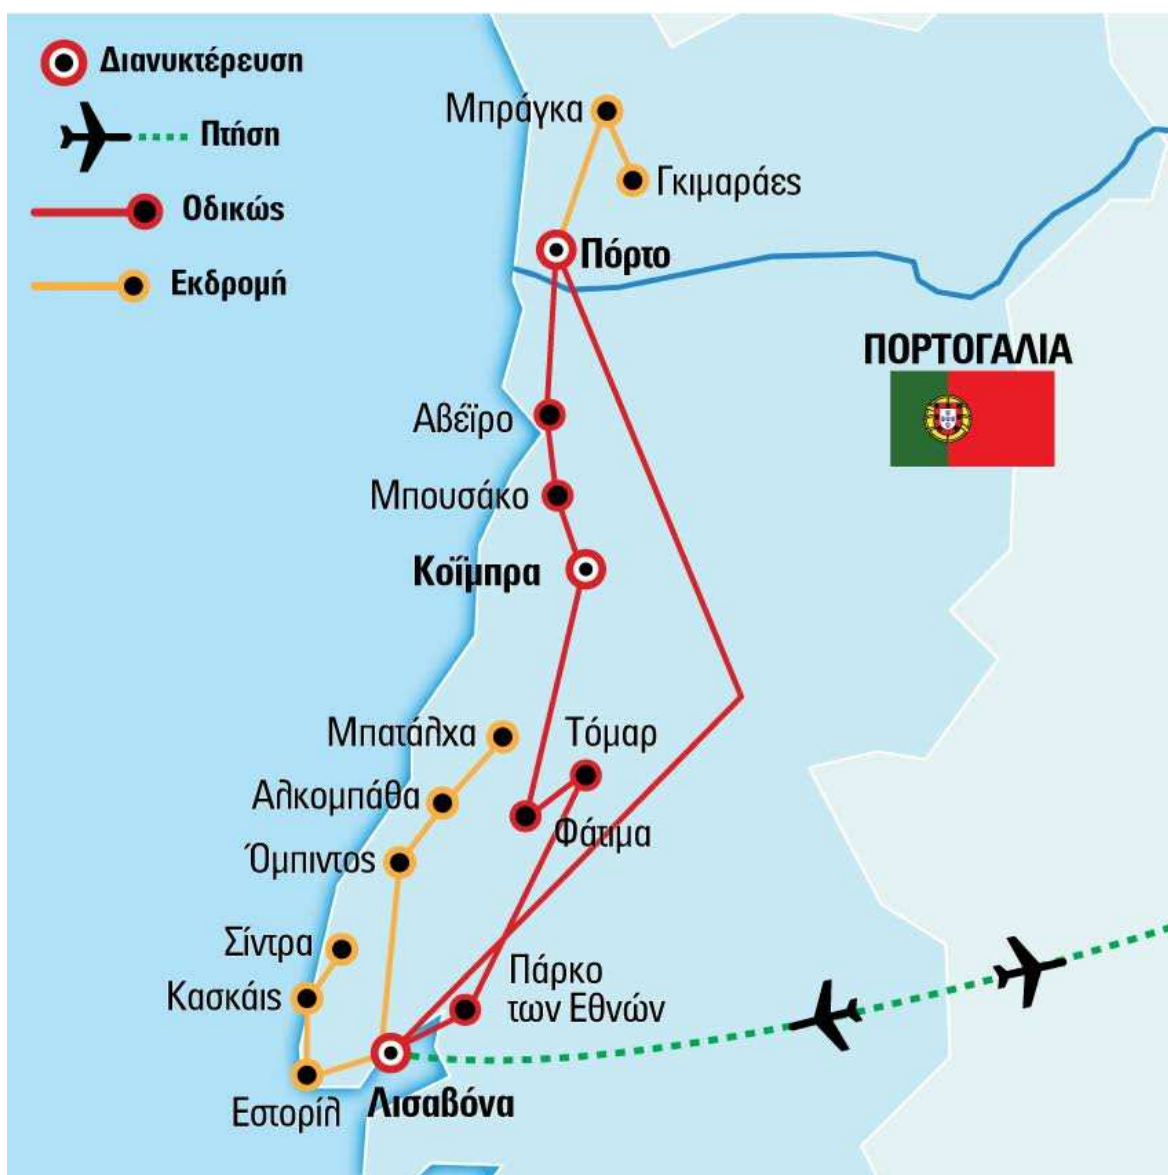 Διανυκτέρευση
Πτήση
Οδικώς
Εκδρομή
Μπράγκα
Γκιμαράες
Πόρτο
ΠΟΡΤΟΓΑΛΙΑ
Αβέϊρο
Μπουσάκο
Κοΐμπρα
Μπατάλχα
Τόμαρ
Αλκομπάθα
Φάτιμα
Όμπιντος
Σίντρα
Πάρκο
των Εθνών
Κασκάις
Εστορίλ
Λισαβόνα